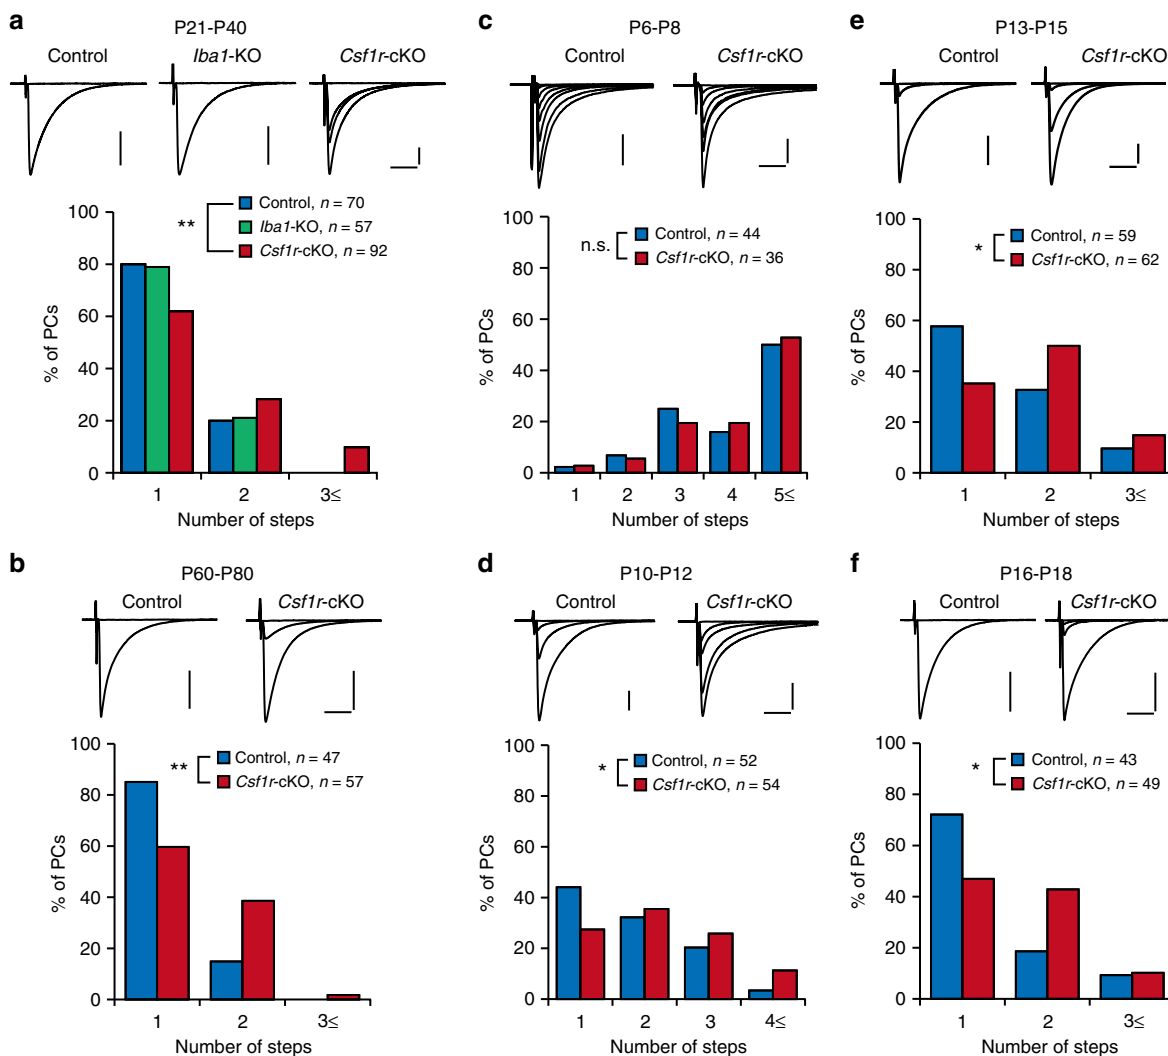 a
P21-P40
Control
Iba1-KO
Csf1r-cKO
**
Control, n = 70
Iba1-KO, n = 57
Csf1r-cKO, n = 92
% of PCs
100
80
60
40
20
0
1 2 3≤
Number of steps
b
P60-P80
Control
Csf1r-cKO
**
Control, n = 47
Csf1r-cKO, n = 57
% of PCs
100
80
60
40
20
0
1 2 3≤
Number of steps
c
P6-P8
Control
Csf1r-cKO
n.s.
Control, n = 44
Csf1r-cKO, n = 36
% of PCs
100
80
60
40
20
0
1 2 3 4 5≤
Number of steps
d
P10-P12
Control
Csf1r-cKO
*
Control, n = 52
Csf1r-cKO, n = 54
% of PCs
100
80
60
40
20
0
1 2 3 4≤
Number of steps
e
P13-P15
Control
Csf1r-cKO
*
Control, n = 59
Csf1r-cKO, n = 62
% of PCs
100
80
60
40
20
0
1 2 3≤
Number of steps
f
P16-P18
Control
Csf1r-cKO
*
Control, n = 43
Csf1r-cKO, n = 49
% of PCs
100
80
60
40
20
0
1 2 3≤
Number of steps